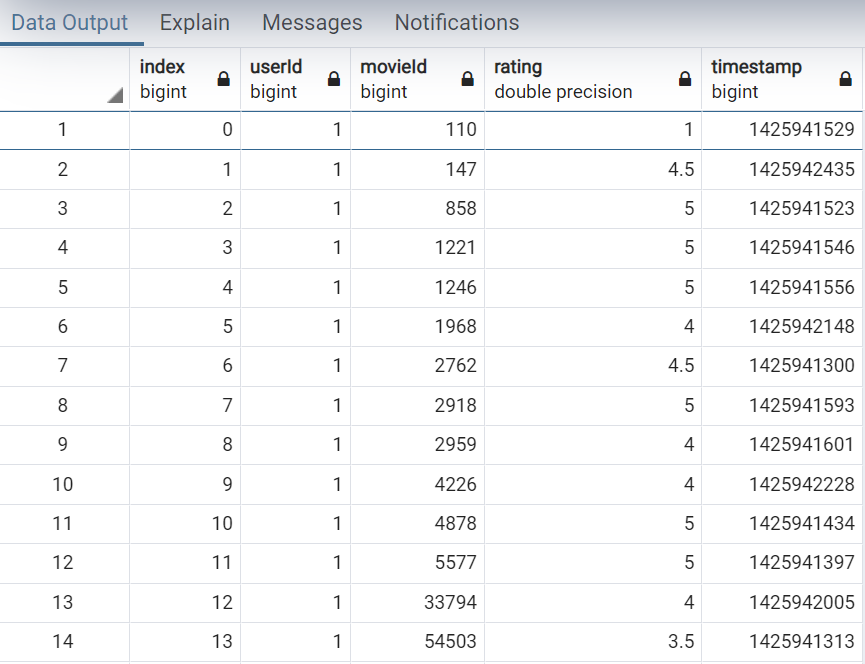 Data Output Explain Messages Notifications
index userId movieId rating timestamp
bigint bigint bigint double precision bigint
1 0 1 110 1 1425941529
2 1 1 147 4.5 1425942435
3 2 1 858 5 1425941523
4 3 1 1221 5 1425941546
5 4 1 1246 5 1425941556
6 5 1 1968 4 1425942148
7 6 1 2762 4.5 1425941300
8 7 1 2918 5 1425941593
9 8 1 2959 4 1425941601
10 9 1 4226 4 1425942228
11 10 1 4878 5 1425941434
12 11 1 5577 5 1425941397
13 12 1 33794 4 1425942005
14 13 1 54503 3.5 1425941313